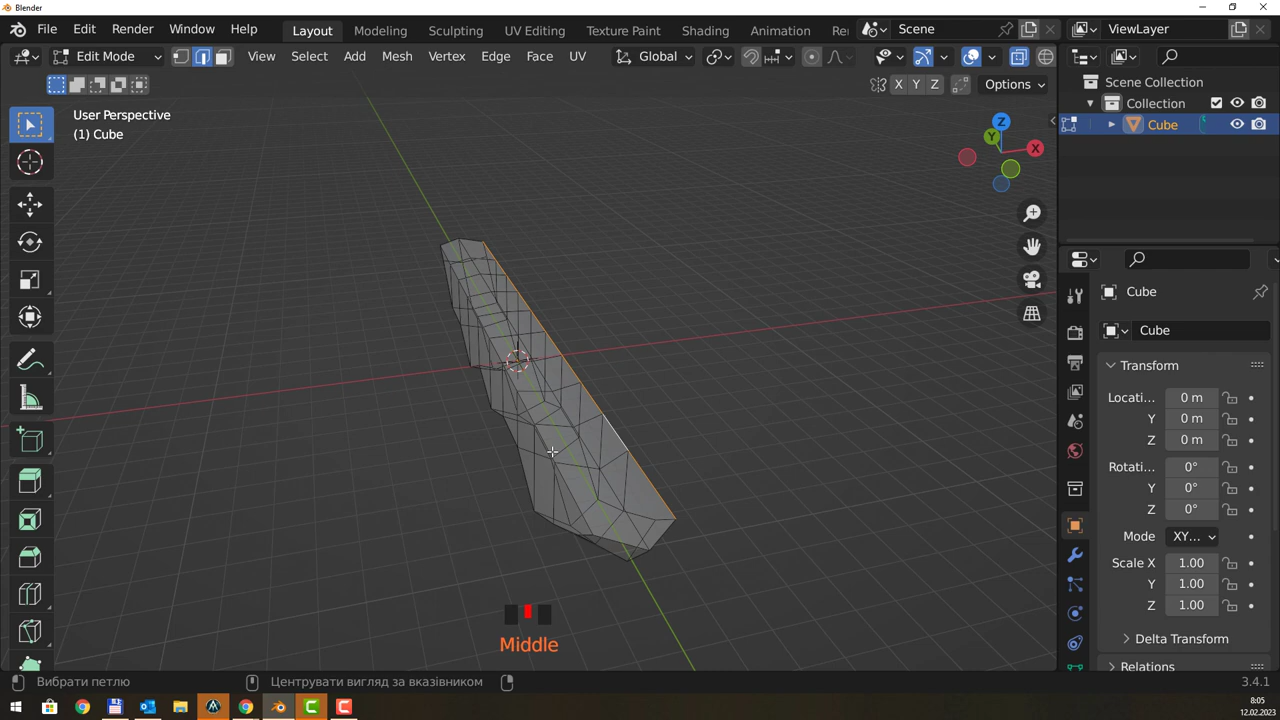 Blender
File Edit Render Window Help Layout Modeling Sculpting UV Editing Texture Paint Shading Animation Re Scene ViewLayer
Edit Mode View Select Add Mesh Vertex Edge Face UV Global
X Y Z Options
Scene Collection
Collection
Cube
User Perspective
(1) Cube
Z
Y
X
Cube
Cube
Transform
Locati... 0 m
Y 0 m
Z 0 m
Rotati... 0°
Y 0°
Z 0°
Mode XY...
Scale X 1.00
Y 1.00
Z 1.00
Delta Transform
Relations
Middle
Вибрати петлю Центрувати вигляд за вказівником 3.4.1
8:05
12.02.2023